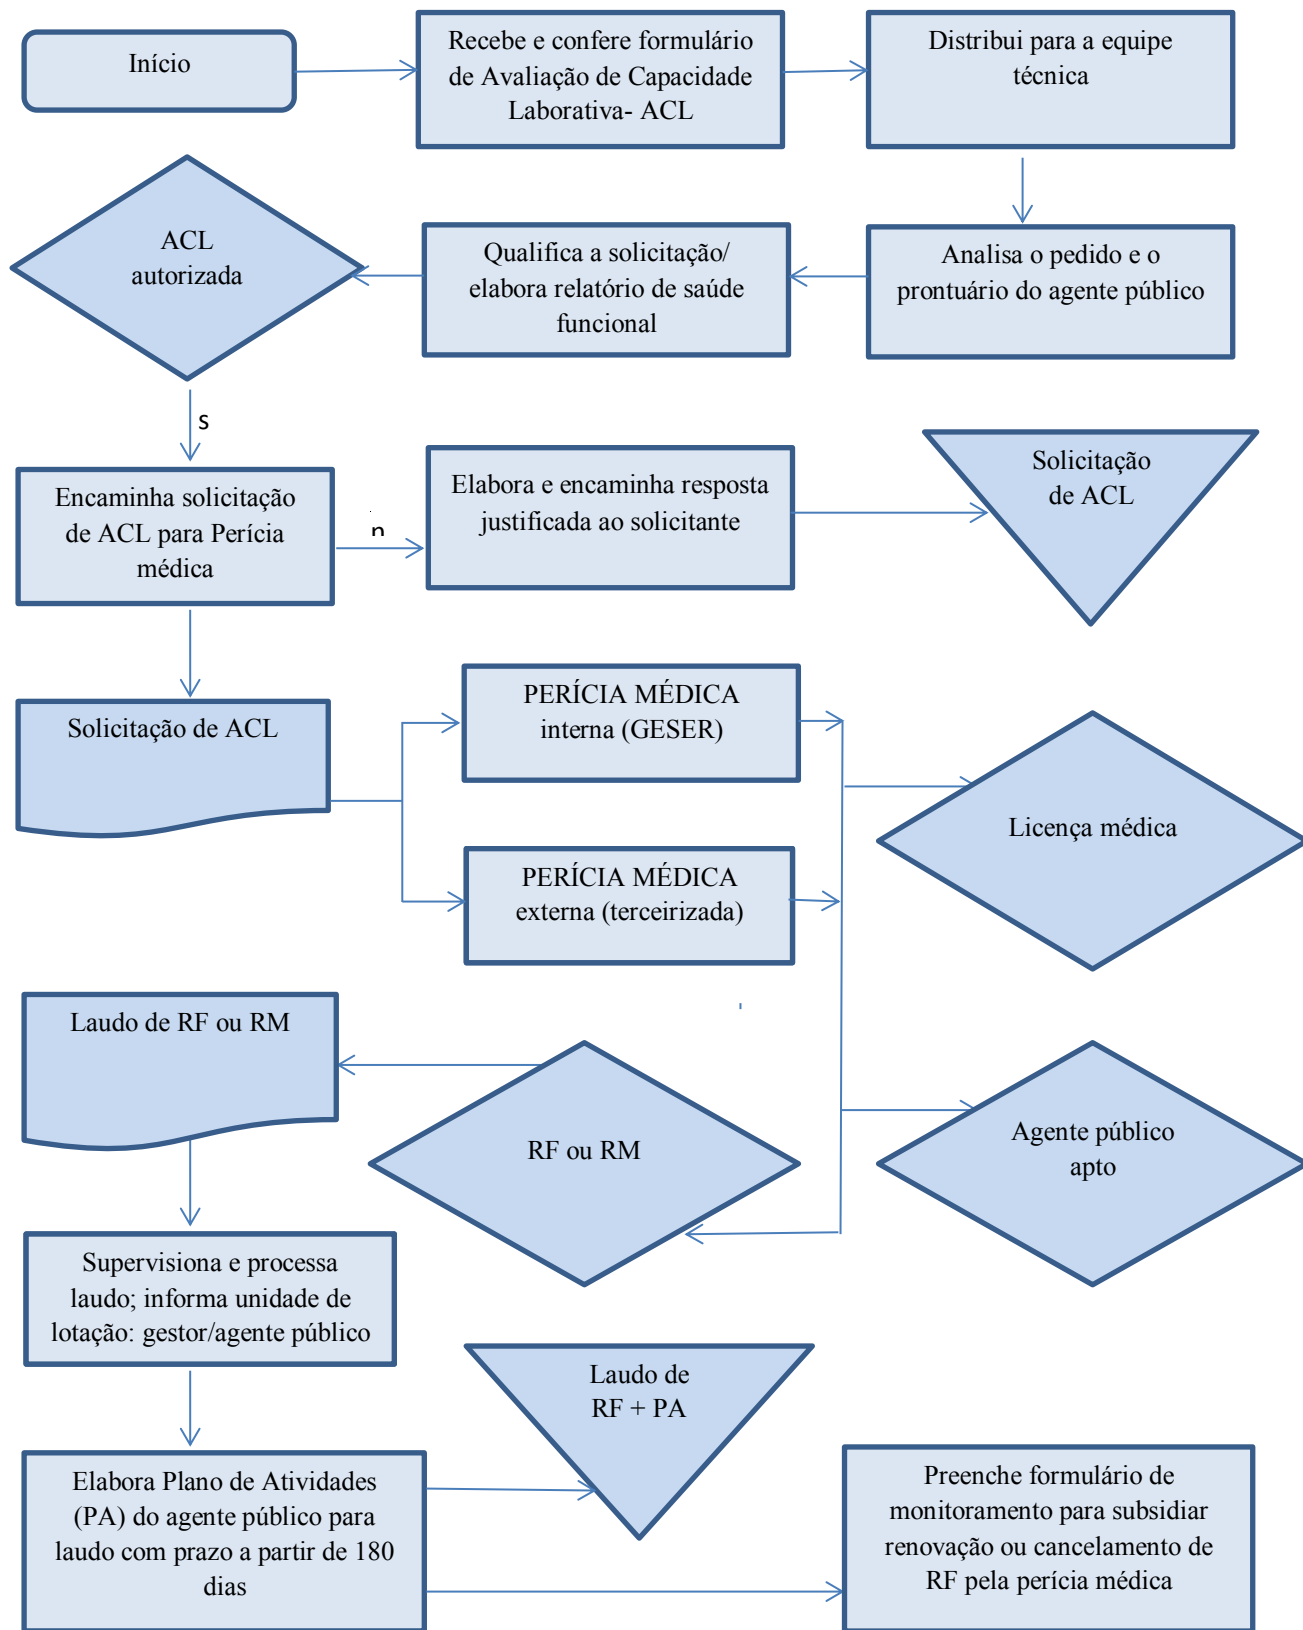 Início
Recebe e confere formulário
de Avaliação de Capacidade
Laborativa- ACL
Distribui para a equipe
técnica
ACL
autorizada
Qualifica a solicitação/
elabora relatório de saúde
funcional
Analisa o pedido e o
prontuário do agente público
s
Encaminha solicitação
de ACL para Perícia
médica
n
Elabora e encaminha resposta
justificada ao solicitante
Solicitação
de ACL
Solicitação de ACL
PERÍCIA MÉDICA
interna (GESER)
Licença médica
PERÍCIA MÉDICA
externa (terceirizada)
Laudo de RF ou RM
RF ou RM
Agente público
apto
Supervisiona e processa
laudo; informa unidade de
lotação: gestor/agente público
Laudo de
RF + PA
Elabora Plano de Atividades
(PA) do agente público para
laudo com prazo a partir de 180
dias
Preenche formulário de
monitoramento para subsidiar
renovação ou cancelamento de
RF pela perícia médica